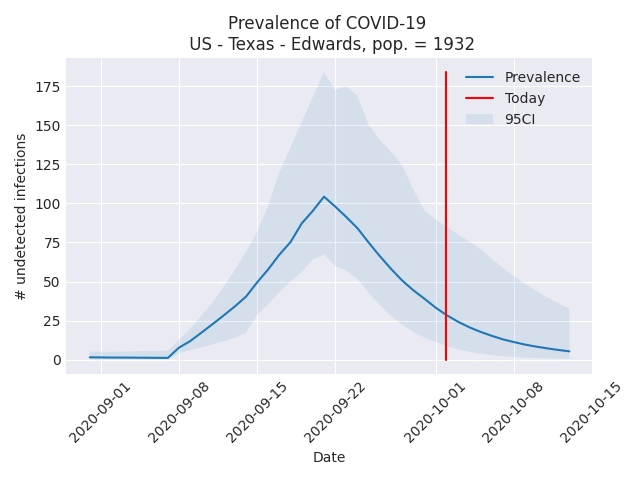 Prevalence of COVID-19
US - Texas - Edwards, pop. = 1932
Prevalence
Today
95CI
# undetected infections
175
150
125
100
75
50
25
0
2020-09-01
2020-09-08
2020-09-15
2020-09-22
2020-10-01
2020-10-08
2020-10-15
Date